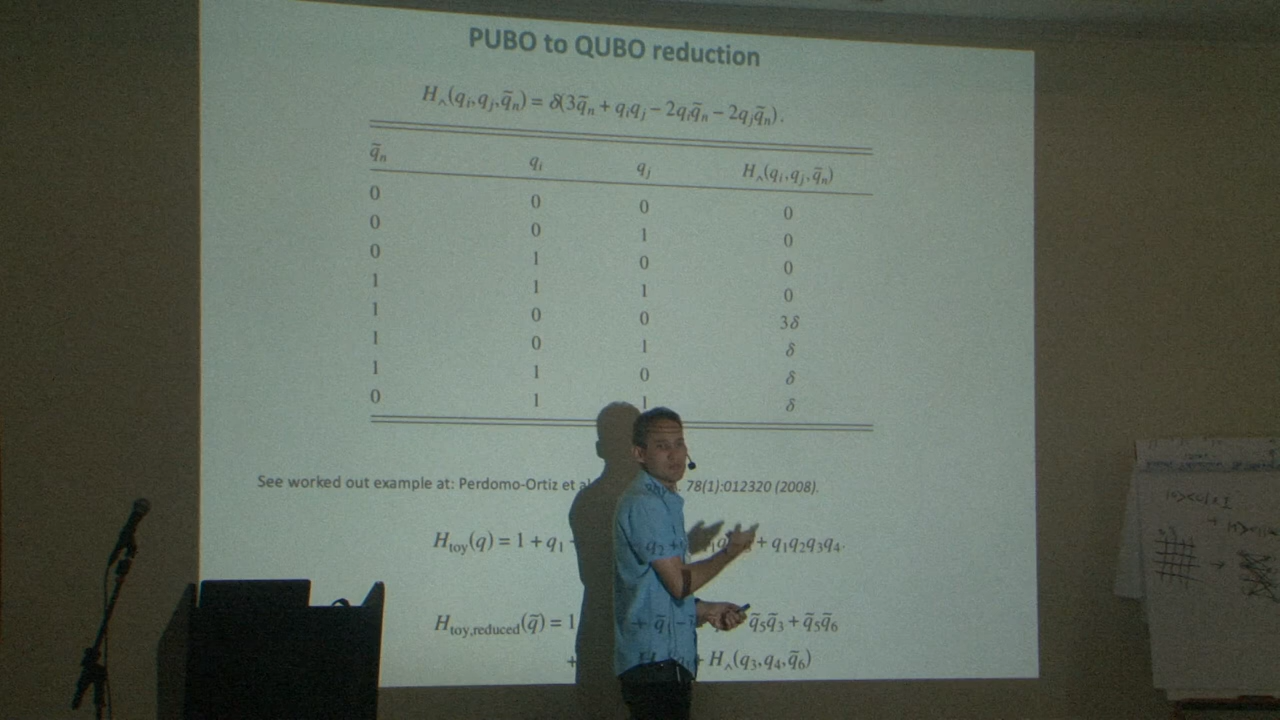 PUBO to QUBO reduction
H∧(qᵢ,qⱼ,q̃ₙ) = δ(3q̃ₙ + qᵢqⱼ − 2qᵢq̃ₙ − 2qⱼq̃ₙ).
q̃ₙ qᵢ qⱼ H∧(qᵢ,qⱼ,q̃ₙ)
0 0 0 0
0 0 1 0
0 1 0 0
1 1 1 0
1 0 0 3δ
1 0 1 δ
1 1 0 δ
0 1 1 δ
See worked out example at: Perdomo-Ortiz et 78(1):012320 (2008).
H_toy(q) = 1 + q₁ q₂ + q₁q₂q₃q₄.
H_toy,reduced(q̃) = 1 q̃₅q̃₃ + q̃₅q̃₆
+ + H∧(q₃,q₄,q̃₆)